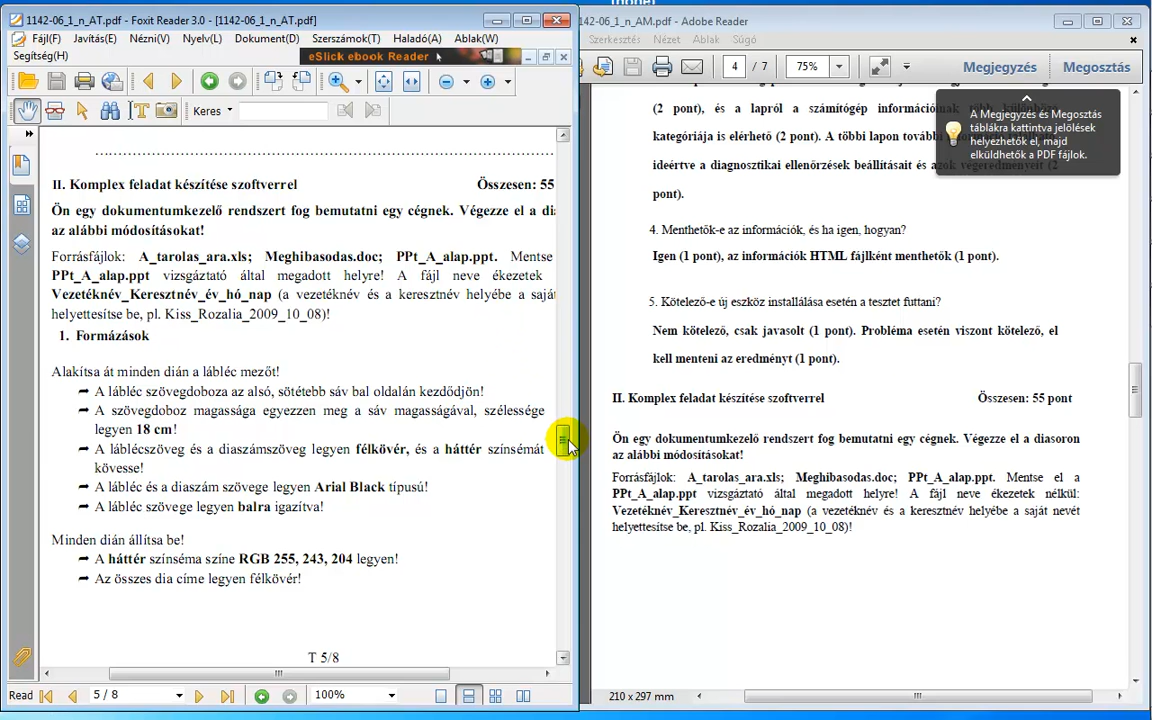 1142-06_1_n_AT.pdf - Foxit Reader 3.0 - [1142-06_1_n_AT.pdf]
Fájl(F) Javítás(E) Nézni(V) Nyelv(L) Dokument(D) Szerszámok(T) Haladó(A) Ablak(W)
Segítség(H)
eSlick ebook Reader
Keres
II. Komplex feladat készítése szoftverrel Összesen: 55
Ön egy dokumentumkezelő rendszert fog bemutatni egy cégnek. Végezze el a dia
az alábbi módosításokat!
Forrásfájlok: A_tarolas_ara.xls; Meghibasodas.doc; PPt_A_alap.ppt. Mentse
PPt_A_alap.ppt vizsgáztató által megadott helyre! A fájl neve ékezetek
Vezetéknév_Keresztnév_év_hó_nap (a vezetéknév és a keresztnév helyébe a saját
helyettesítse be, pl. Kiss_Rozalia_2009_10_08)!
1. Formázások
Alakítsa át minden dián a lábléc mezőt!
A lábléc szövegdoboza az alsó, sötétebb sáv bal oldalán kezdődjön!
A szövegdoboz magassága egyezzen meg a sáv magasságával, szélessége
legyen 18 cm!
A láblécszöveg és a diaszámszöveg legyen félkövér, és a háttér színsémát
kövesse!
A lábléc és a diaszám szövege legyen Arial Black típusú!
A lábléc szövege legyen balra igazítva!
Minden dián állítsa be!
A háttér színséma színe RGB 255, 243, 204 legyen!
Az összes dia címe legyen félkövér!
T 5/8
Read 5 / 8 100%
1142-06_1_n_AM.pdf - Adobe Reader
Szerkesztés Nézet Ablak Súgó
4 / 7 75% Megjegyzés Megosztás
A Megjegyzés és Megosztás
táblákra kattintva jelölések
helyezhetők el, majd
elküldhetők a PDF fájlok.
(2 pont), és a lapról a számítógép
kategóriája is elérhető (2 pont). A többi lapon további
ideértve a diagnosztikai ellenőrzések beállításait és azok végeredményeit (2
pont).
4. Menthetők-e az információk, és ha igen, hogyan?
Igen (1 pont), az információk HTML fájlként menthetők (1 pont).
5. Kötelező-e új eszköz installálása esetén a tesztet futtani?
Nem kötelező, csak javasolt (1 pont). Probléma esetén viszont kötelező, el
kell menteni az eredményt (1 pont).
II. Komplex feladat készítése szoftverrel Összesen: 55 pont
Ön egy dokumentumkezelő rendszert fog bemutatni egy cégnek. Végezze el a diasoron
az alábbi módosításokat!
Forrásfájlok: A_tarolas_ara.xls; Meghibasodas.doc; PPt_A_alap.ppt. Mentse el a
PPt_A_alap.ppt vizsgáztató által megadott helyre! A fájl neve ékezetek nélkül:
Vezetéknév_Keresztnév_év_hó_nap (a vezetéknév és a keresztnév helyébe a saját nevét
helyettesítse be, pl. Kiss_Rozalia_2009_10_08)!
210 x 297 mm